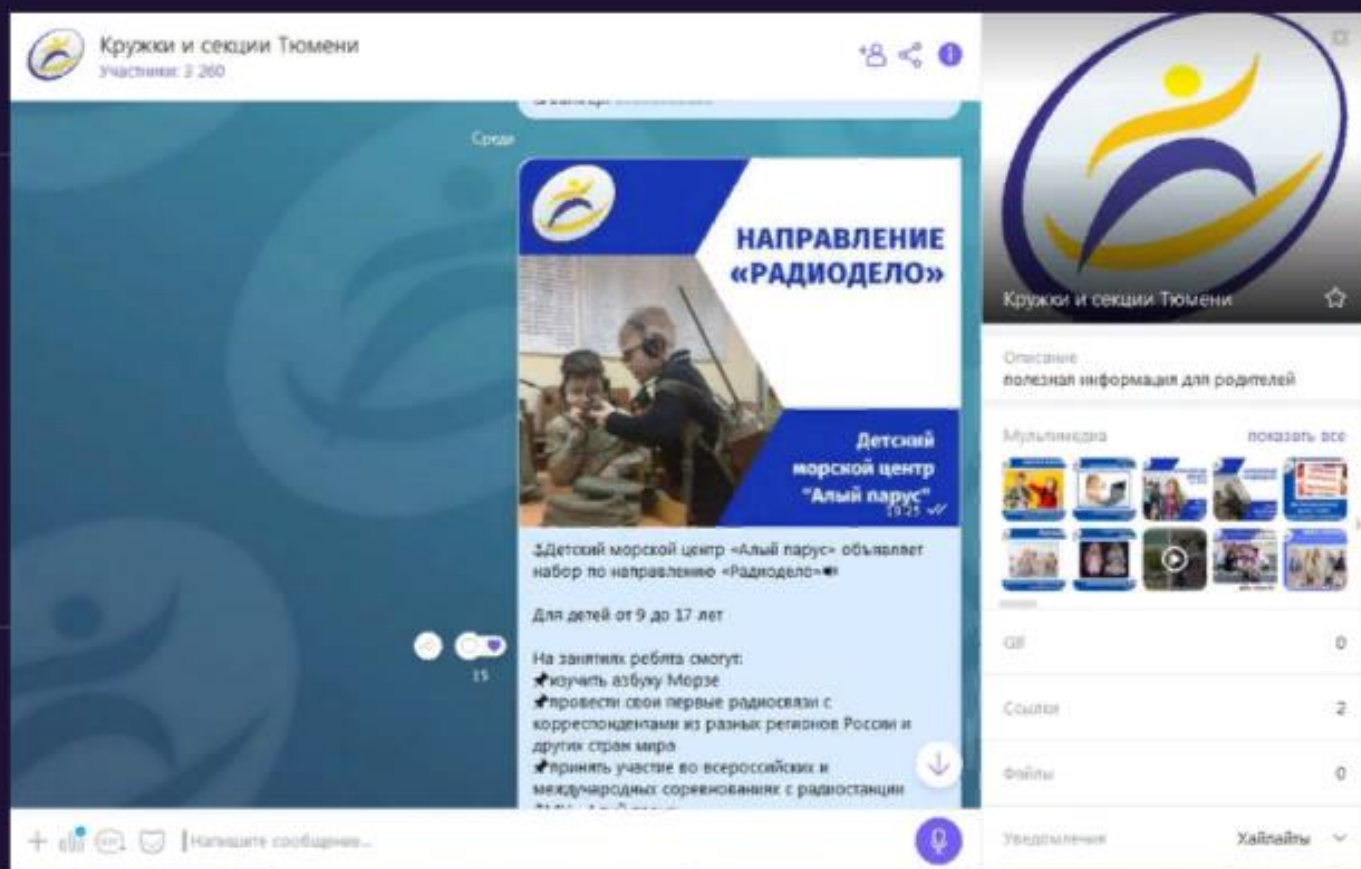 Кружки и секции Тюмени
Участники: 3 260
Среда
НАПРАВЛЕНИЕ
«РАДИОДЕЛО»
Детский
морской центр
"Алый парус"
19:25
⚓Детский морской центр «Алый парус» объявляет
набор по направлению «Радиодело»🔊
Для детей от 9 до 17 лет
На занятиях ребята смогут:
📌изучить азбуку Морзе
📌провести свои первые радиосвязи с
корреспондентами из разных регионов России и
других стран мира
📌принять участие во всероссийских и
международных соревнованиях с радиостанции
15
Напишите сообщение...
Кружки и секции Тюмени
Описание
полезная информация для родителей
Мультимедиа
показать все
GIF 0
Ссылки 2
Файлы 0
Уведомления Хайлайты